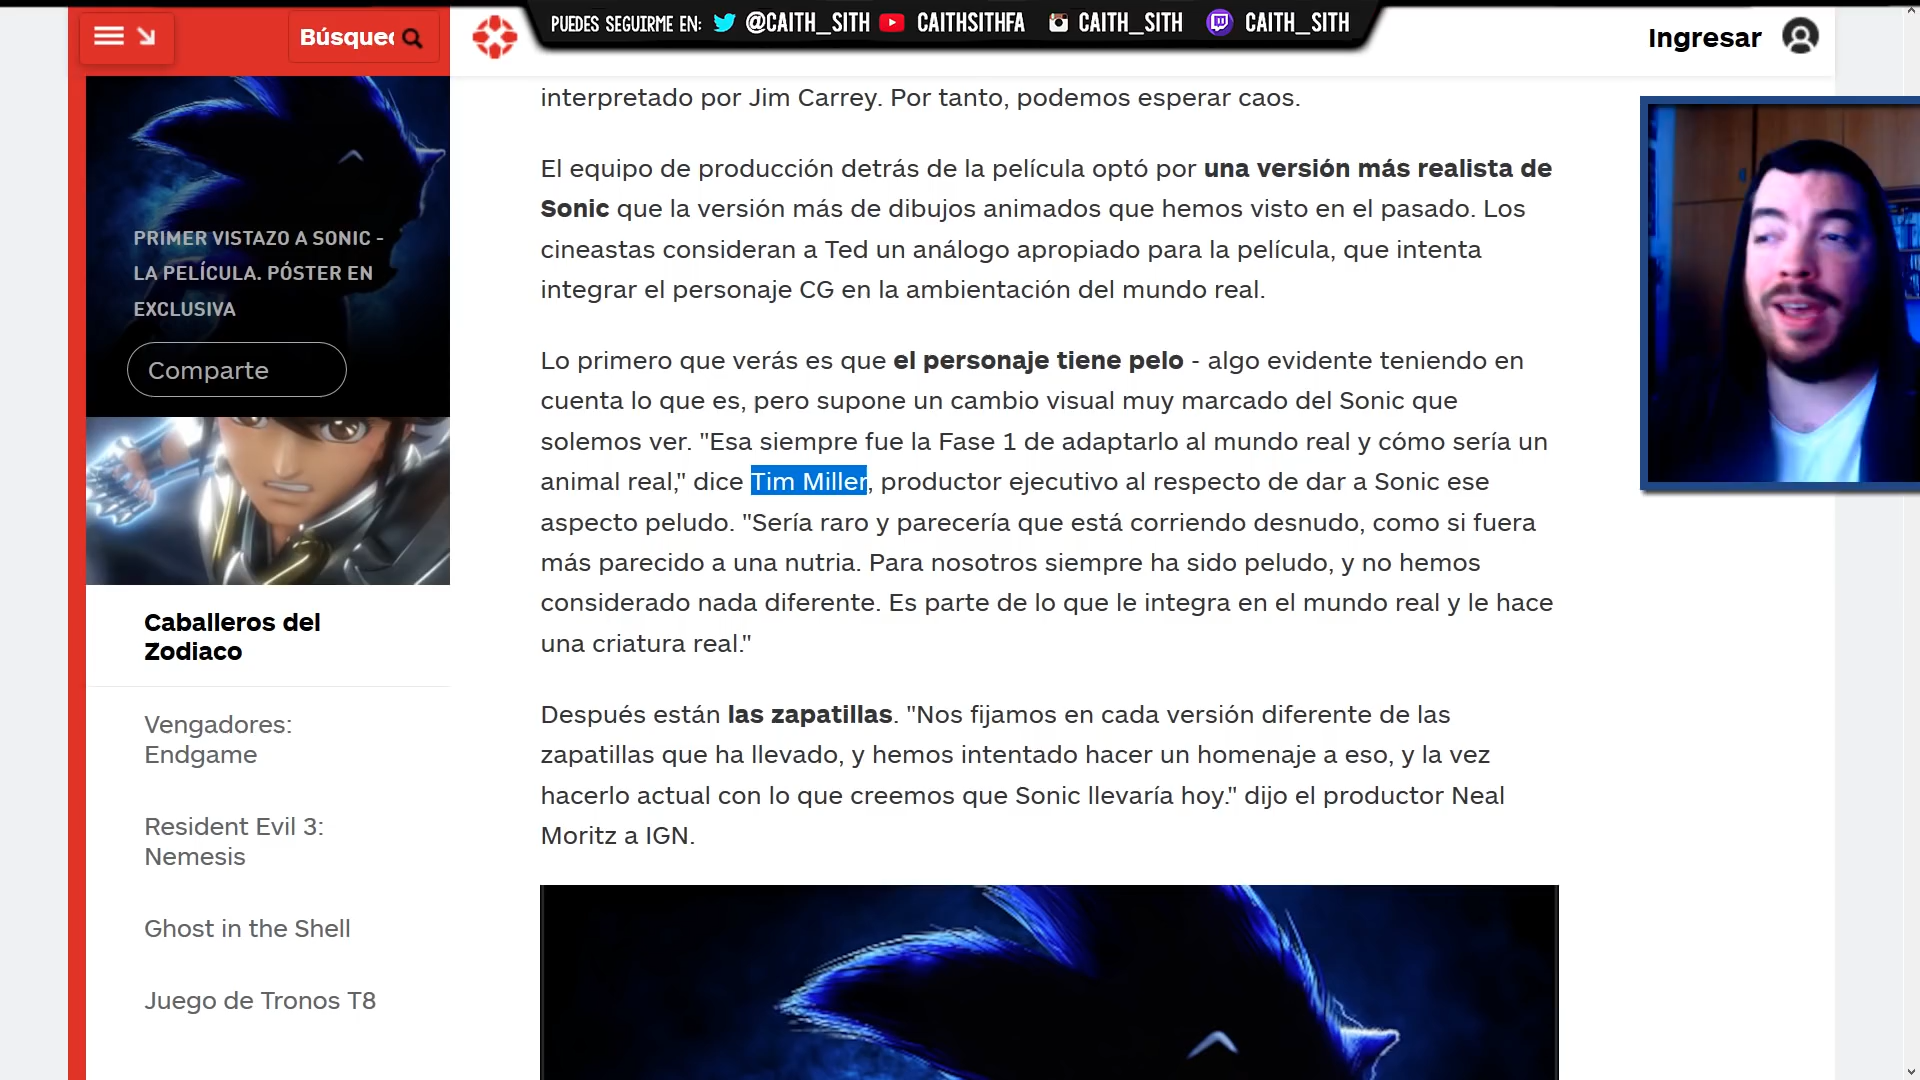 PUEDES SEGUIRME EN: @CAITH_SITH CAITHSITHFA CAITH_SITH CAITH_SITH
Búsque
Ingresar
PRIMER VISTAZO A SONIC -
LA PELÍCULA. PÓSTER EN
EXCLUSIVA
Comparte
Caballeros del
Zodiaco
Vengadores:
Endgame
Resident Evil 3:
Nemesis
Ghost in the Shell
Juego de Tronos T8
interpretado por Jim Carrey. Por tanto, podemos esperar caos.
El equipo de producción detrás de la película optó por una versión más realista de
Sonic que la versión más de dibujos animados que hemos visto en el pasado. Los
cineastas consideran a Ted un análogo apropiado para la película, que intenta
integrar el personaje CG en la ambientación del mundo real.
Lo primero que verás es que el personaje tiene pelo - algo evidente teniendo en
cuenta lo que es, pero supone un cambio visual muy marcado del Sonic que
solemos ver. "Esa siempre fue la Fase 1 de adaptarlo al mundo real y cómo sería un
animal real," dice Tim Miller, productor ejecutivo al respecto de dar a Sonic ese
aspecto peludo. "Sería raro y parecería que está corriendo desnudo, como si fuera
más parecido a una nutria. Para nosotros siempre ha sido peludo, y no hemos
considerado nada diferente. Es parte de lo que le integra en el mundo real y le hace
una criatura real."
Después están las zapatillas. "Nos fijamos en cada versión diferente de las
zapatillas que ha llevado, y hemos intentado hacer un homenaje a eso, y la vez
hacerlo actual con lo que creemos que Sonic llevaría hoy." dijo el productor Neal
Moritz a IGN.